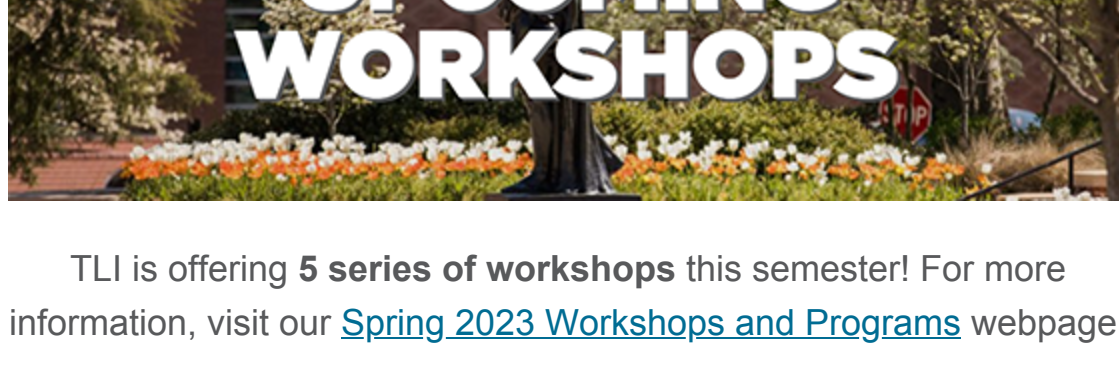 UPCOMING
WORKSHOPS
STOP
TLI is offering 5 series of workshops this semester! For more
information, visit our Spring 2023 Workshops and Programs webpage